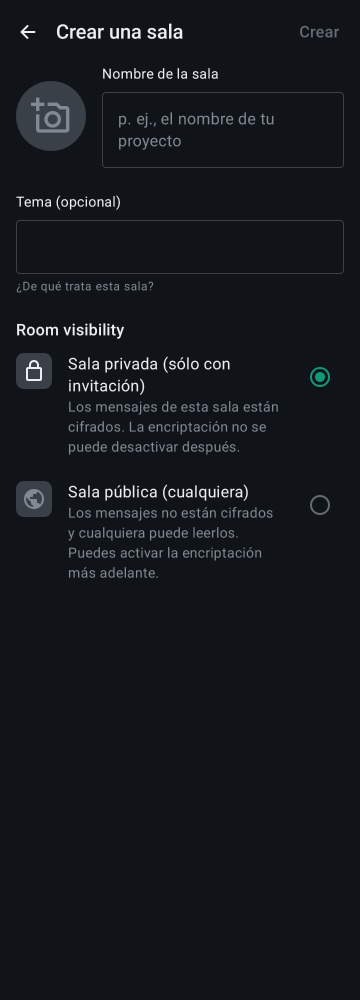 Crear una sala
Crear
Nombre de la sala
p. ej., el nombre de tu
proyecto
Tema (opcional)
¿De qué trata esta sala?
Room visibility
Sala privada (sólo con
invitación)
Los mensajes de esta sala están
cifrados. La encriptación no se
puede desactivar después.
Sala pública (cualquiera)
Los mensajes no están cifrados
y cualquiera puede leerlos.
Puedes activar la encriptación
más adelante.